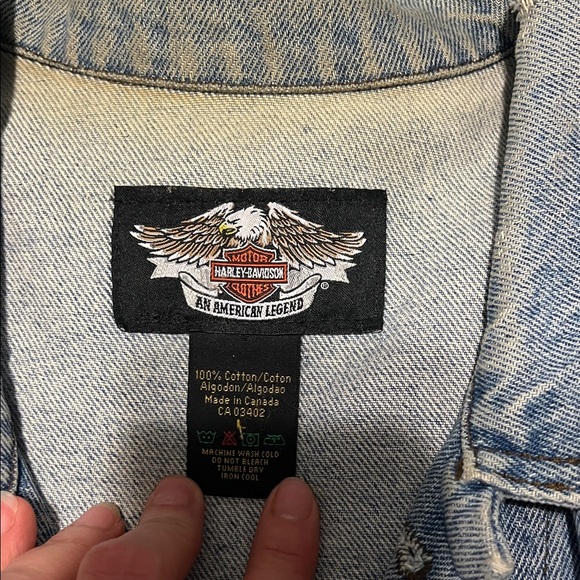 MOTOR
HARLEY-DAVIDSON
CLOTHES
®
AN AMERICAN LEGEND
100% Cotton/Coton
Algodon/Algodao
Made in Canada
CA 03402
MACHINE WASH COLD
DO NOT BLEACH
TUMBLE DRY
IRON COOL